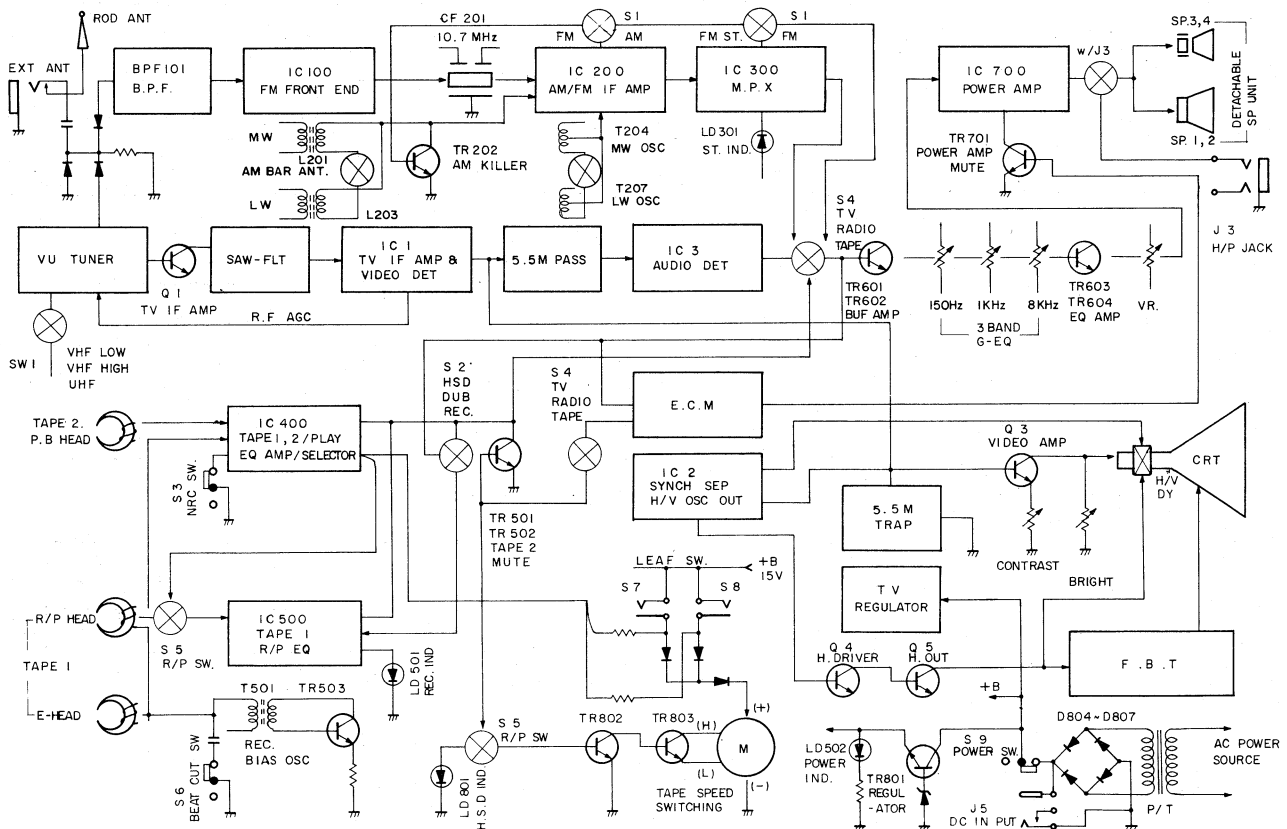 ROD ANT
EXT ANT
BPF101
B.P.F.
IC100
FM FRONT END
CF 201
10.7 MHz
S1
FM AM
IC 200
AM/FM IF AMP
S1
FM ST. FM
IC 300
M.P.X
LD301
ST. IND.
IC 700
POWER AMP
W/J3
SP.3,4
SP. 1,2
DETACHABLE
SP UNIT
TR701
POWER AMP
MUTE
J 3
H/P JACK
MW
L201
AM BAR ANT.
LW
L203
TR202
AM KILLER
T204
MW OSC
T207
LW OSC
VU TUNER
Q 1
TV IF AMP
SAW-FLT
IC 1
TV IF AMP &
VIDEO DET
5.5M PASS
IC 3
AUDIO DET
S4
TV
RADIO
TAPE
TR601
TR602
BUF AMP
150Hz
1KHz
8KHz
3 BAND
G-EQ
TR603
TR604
EQ AMP
VR.
R.F AGC
SW1
VHF LOW
VHF HIGH
UHF
TAPE 2.
P.B HEAD
IC400
TAPE 1, 2/PLAY
EQ AMP/SELECTOR
S3
NRC SW.
S 2
HSD
DUB
REC.
S 4
TV
RADIO
TAPE
E.C.M
IC 2
SYNCH SEP
H/V OSC OUT
Q 3
VIDEO AMP
CRT
H/V
DY
5.5M
TRAP
CONTRAST
BRIGHT
TR 501
TR 502
TAPE 2
MUTE
LEAF SW.
+B
15V
S7
S8
TV
REGULATOR
R/P HEAD
S 5
R/P SW.
IC500
TAPE 1
R/P EQ
TAPE 1
LD 501
REC. IND
Q 4
H. DRIVER
Q 5
H. OUT
F.B.T
E-HEAD
T501
TR503
REC.
BIAS OSC
S6
BEAT CUT SW
S 5
R/P SW
LD 801
H.S.D IND.
TR802
TR803
(H)
(L)
M
(+)
(-)
TAPE SPEED
SWITCHING
+B
LD502
POWER
IND.
TR801
REGUL
-ATOR
S 9
POWER SW.
D804~D807
P/T
AC POWER
SOURCE
J5
DC IN PUT